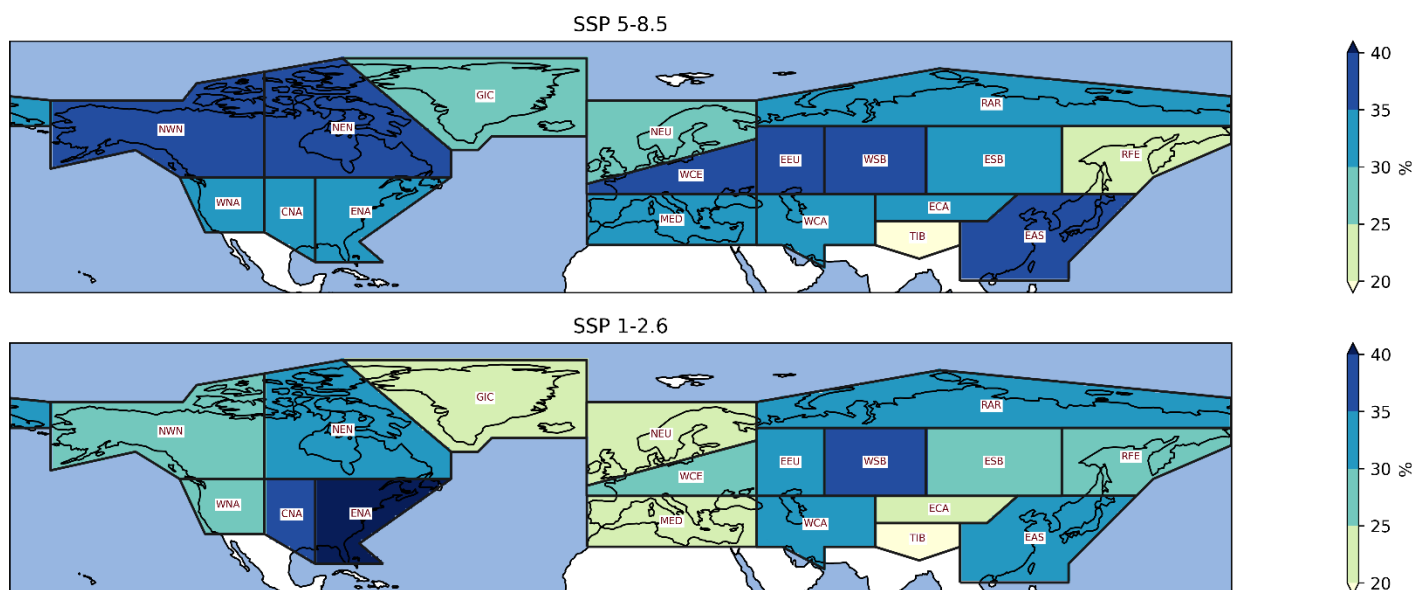 SSP 5-8.5
GIC
RAR
NWN
NEN
NEU
RFE
EEU
WSB
ESB
WCE
WNA
CNA
ENA
MED
WCA
ECA
TIB
EAS
40
35
30
25
20
%
SSP 1-2.6
GIC
RAR
NWN
NEN
NEU
RFE
EEU
WSB
ESB
WCE
WNA
CNA
ENA
MED
WCA
ECA
TIB
EAS
40
35
30
25
20
%